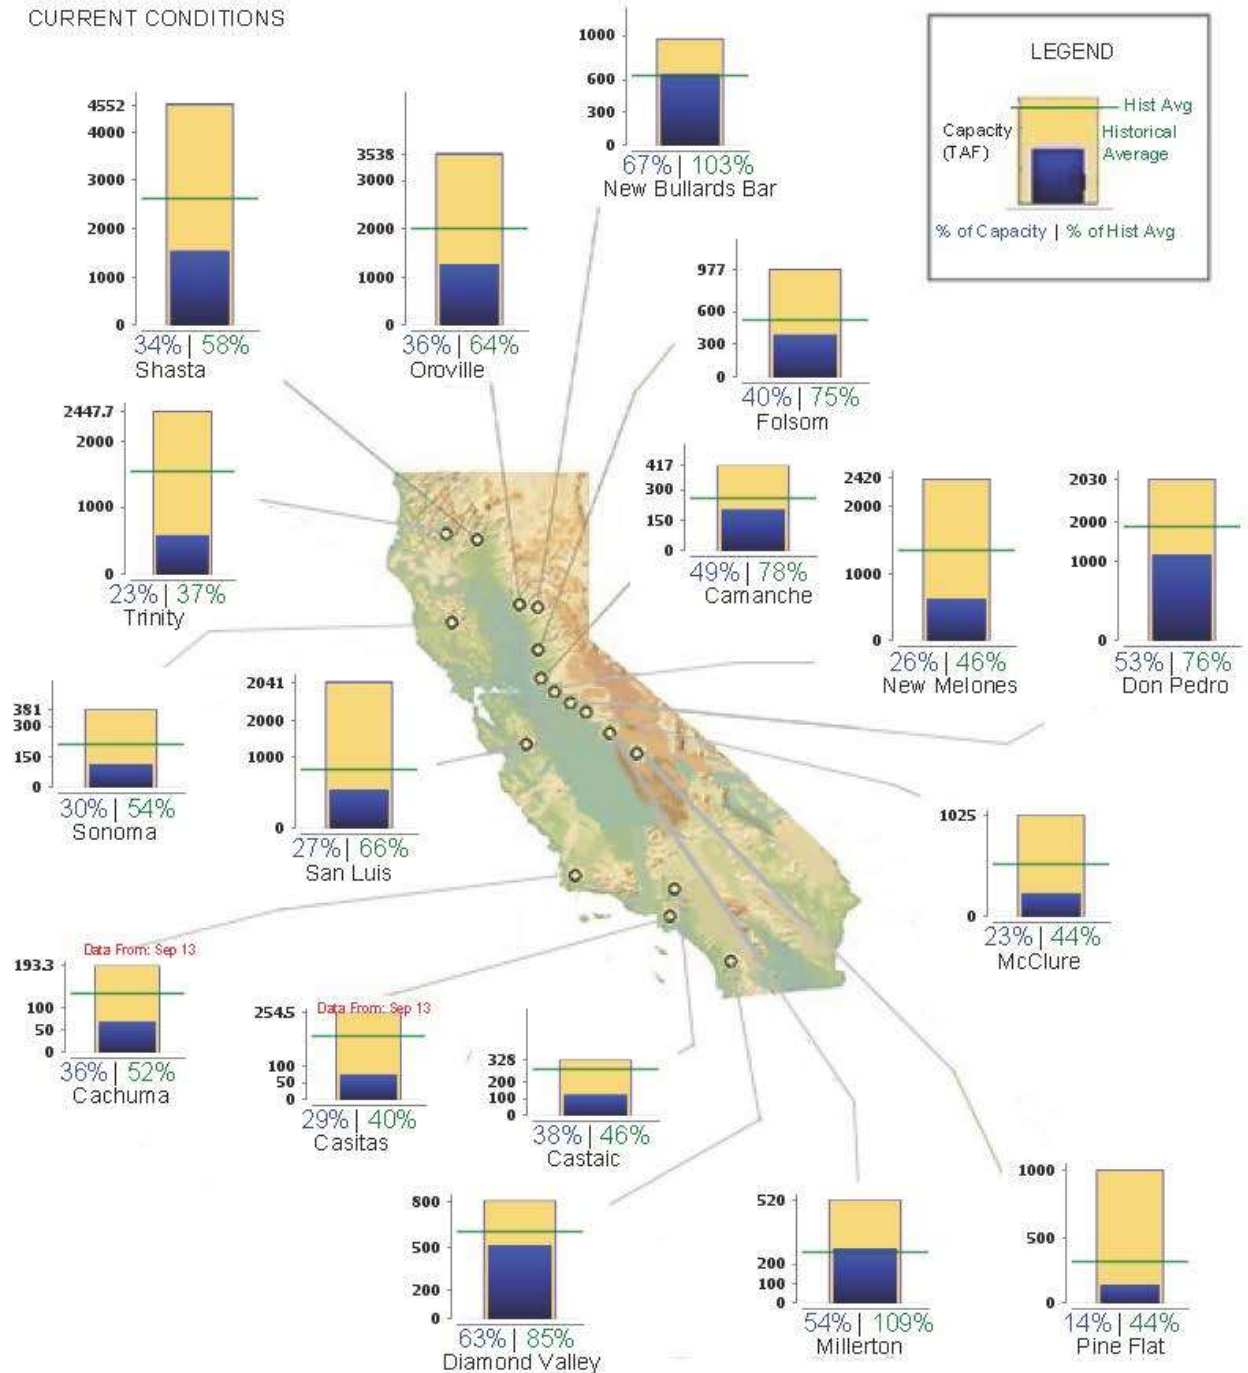 CURRENT CONDITIONS
LEGEND
Hist Avg
Capacity
(TAF)
Historical
Average
% of Capacity | % of Hist Avg
1000
600
300
0
67% | 103%
New Bullards Bar
4552
4000
3000
2000
1000
0
34% | 58%
Shasta
3538
3000
2000
1000
0
36% | 64%
Oroville
977
600
300
0
40% | 75%
Folsom
2447.7
2000
1000
0
23% | 37%
Trinity
417
300
150
0
49% | 78%
Camanche
2420
2000
1000
0
26% | 46%
New Melones
2030
2000
1000
0
53% | 76%
Don Pedro
381
300
150
0
30% | 54%
Sonoma
2041
2000
1000
0
27% | 66%
San Luis
1025
0
23% | 44%
McClure
Data From: Sep 13
193.3
100
50
0
36% | 52%
Cachuma
Data From: Sep 13
254.5
100
50
0
29% | 40%
Casitas
328
200
100
0
38% | 46%
Castaic
800
500
200
0
63% | 85%
Diamond Valley
520
200
100
0
54% | 109%
Millerton
1000
500
0
14% | 44%
Pine Flat